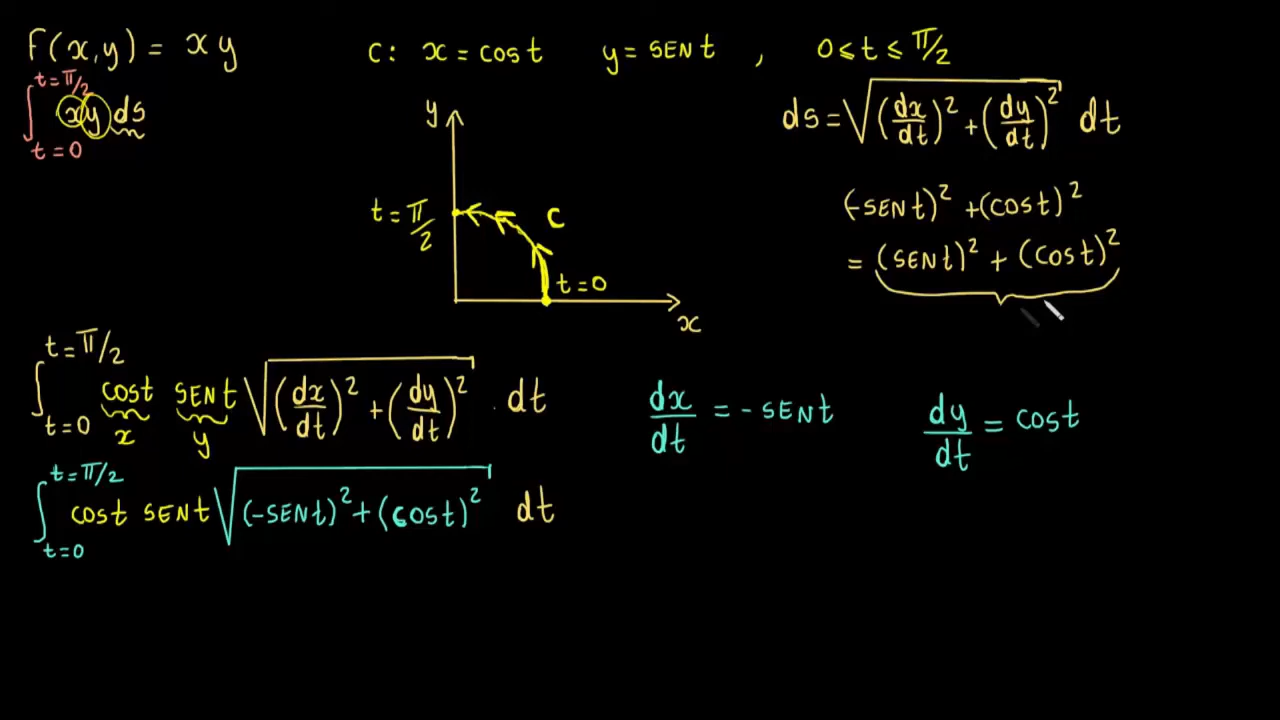 F(x,y) = xy
C: x = cos t    y = SEN t ,    0 ≤ t ≤ π/2
∫ t=0 t=π/2 xy ds
ds = √((dx/dt)² + (dy/dt)²) dt
(-SEN t)² + (cos t)²
= (SEN t)² + (cos t)²
y
t = π/2
C
t = 0
x
∫ t=0 t=π/2 cos t SEN t √((dx/dt)² + (dy/dt)²) . dt
x y
dx/dt = - SEN t
dy/dt = cos t
∫ t=0 t=π/2 cos t SEN t √((-SEN t)² + (cos t)²) dt